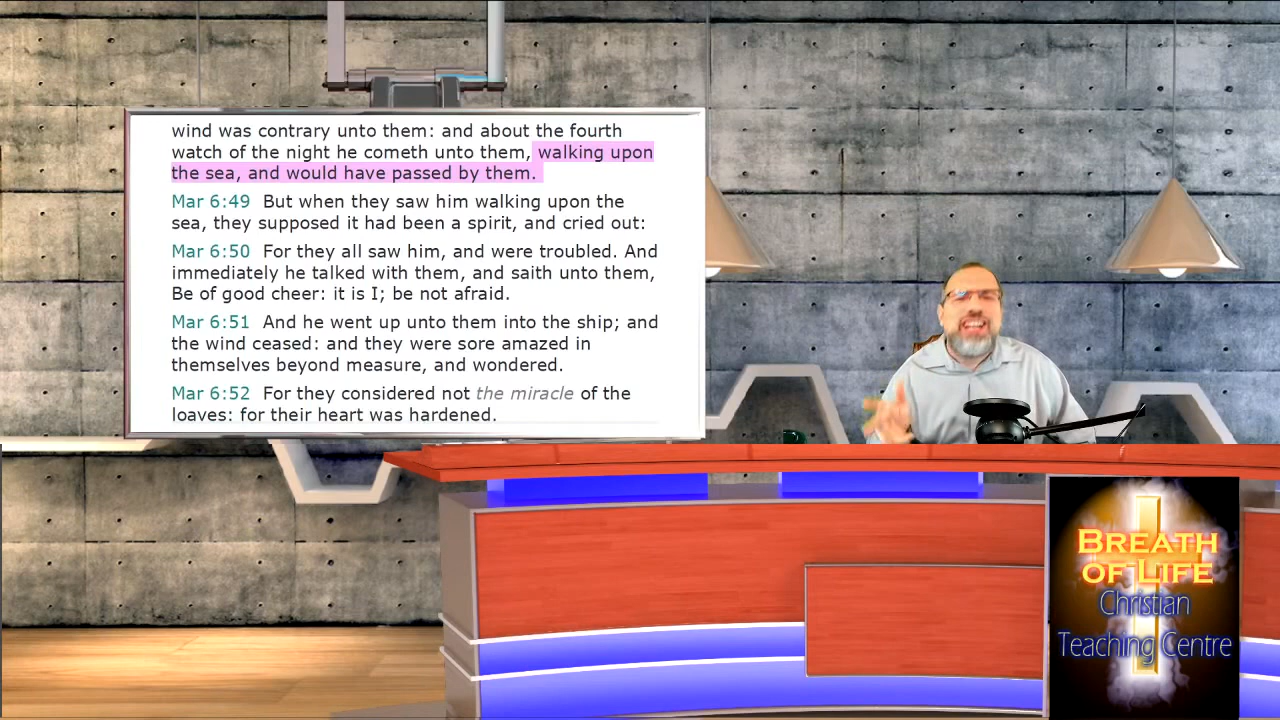 wind was contrary unto them: and about the fourth
watch of the night he cometh unto them, walking upon
the sea, and would have passed by them.
Mar 6:49 But when they saw him walking upon the
sea, they supposed it had been a spirit, and cried out:
Mar 6:50 For they all saw him, and were troubled. And
immediately he talked with them, and saith unto them,
Be of good cheer: it is I; be not afraid.
Mar 6:51 And he went up unto them into the ship; and
the wind ceased: and they were sore amazed in
themselves beyond measure, and wondered.
Mar 6:52 For they considered not the miracle of the
loaves: for their heart was hardened.
BREATH
OF LIFE
Christian
Teaching Centre